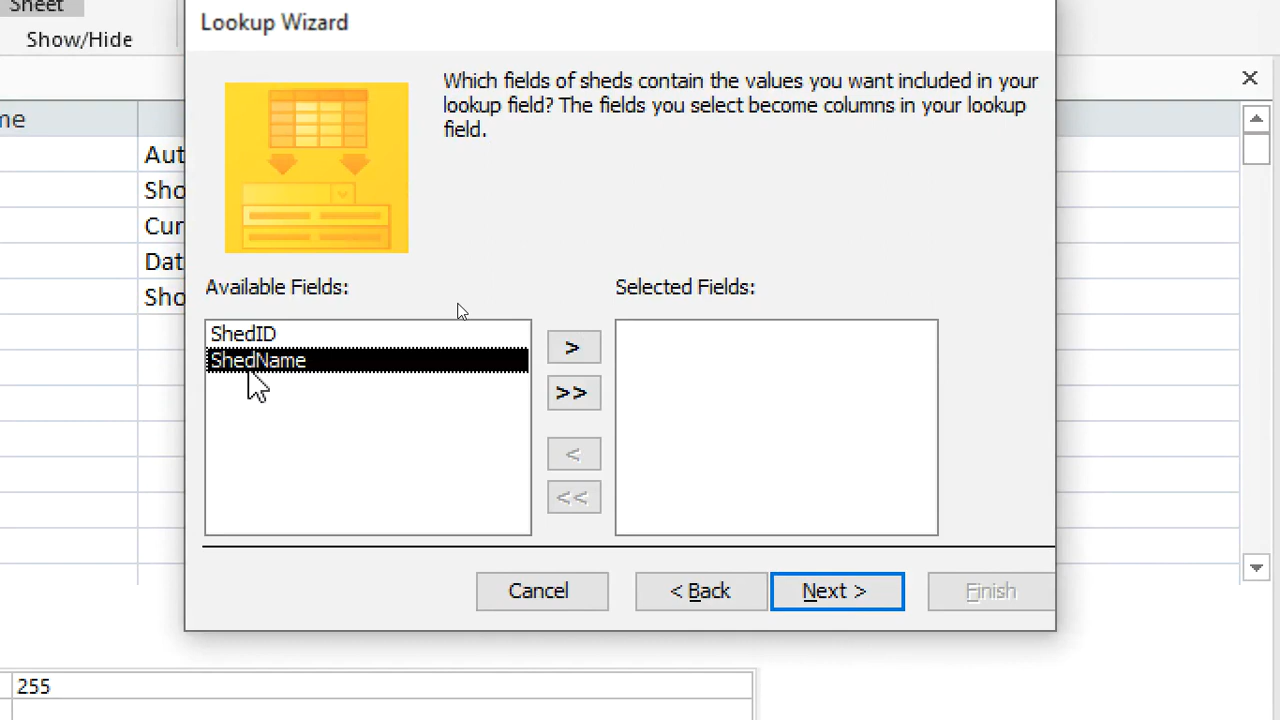 Sheet
Show/Hide
Lookup Wizard
Which fields of sheds contain the values you want included in your
lookup field? The fields you select become columns in your lookup
field.
me
Aut
Sho
Cur
Dat
Sho
Available Fields:
Selected Fields:
ShedID
ShedName
>
>>
<
<<
Cancel
< Back
Next >
Finish
255